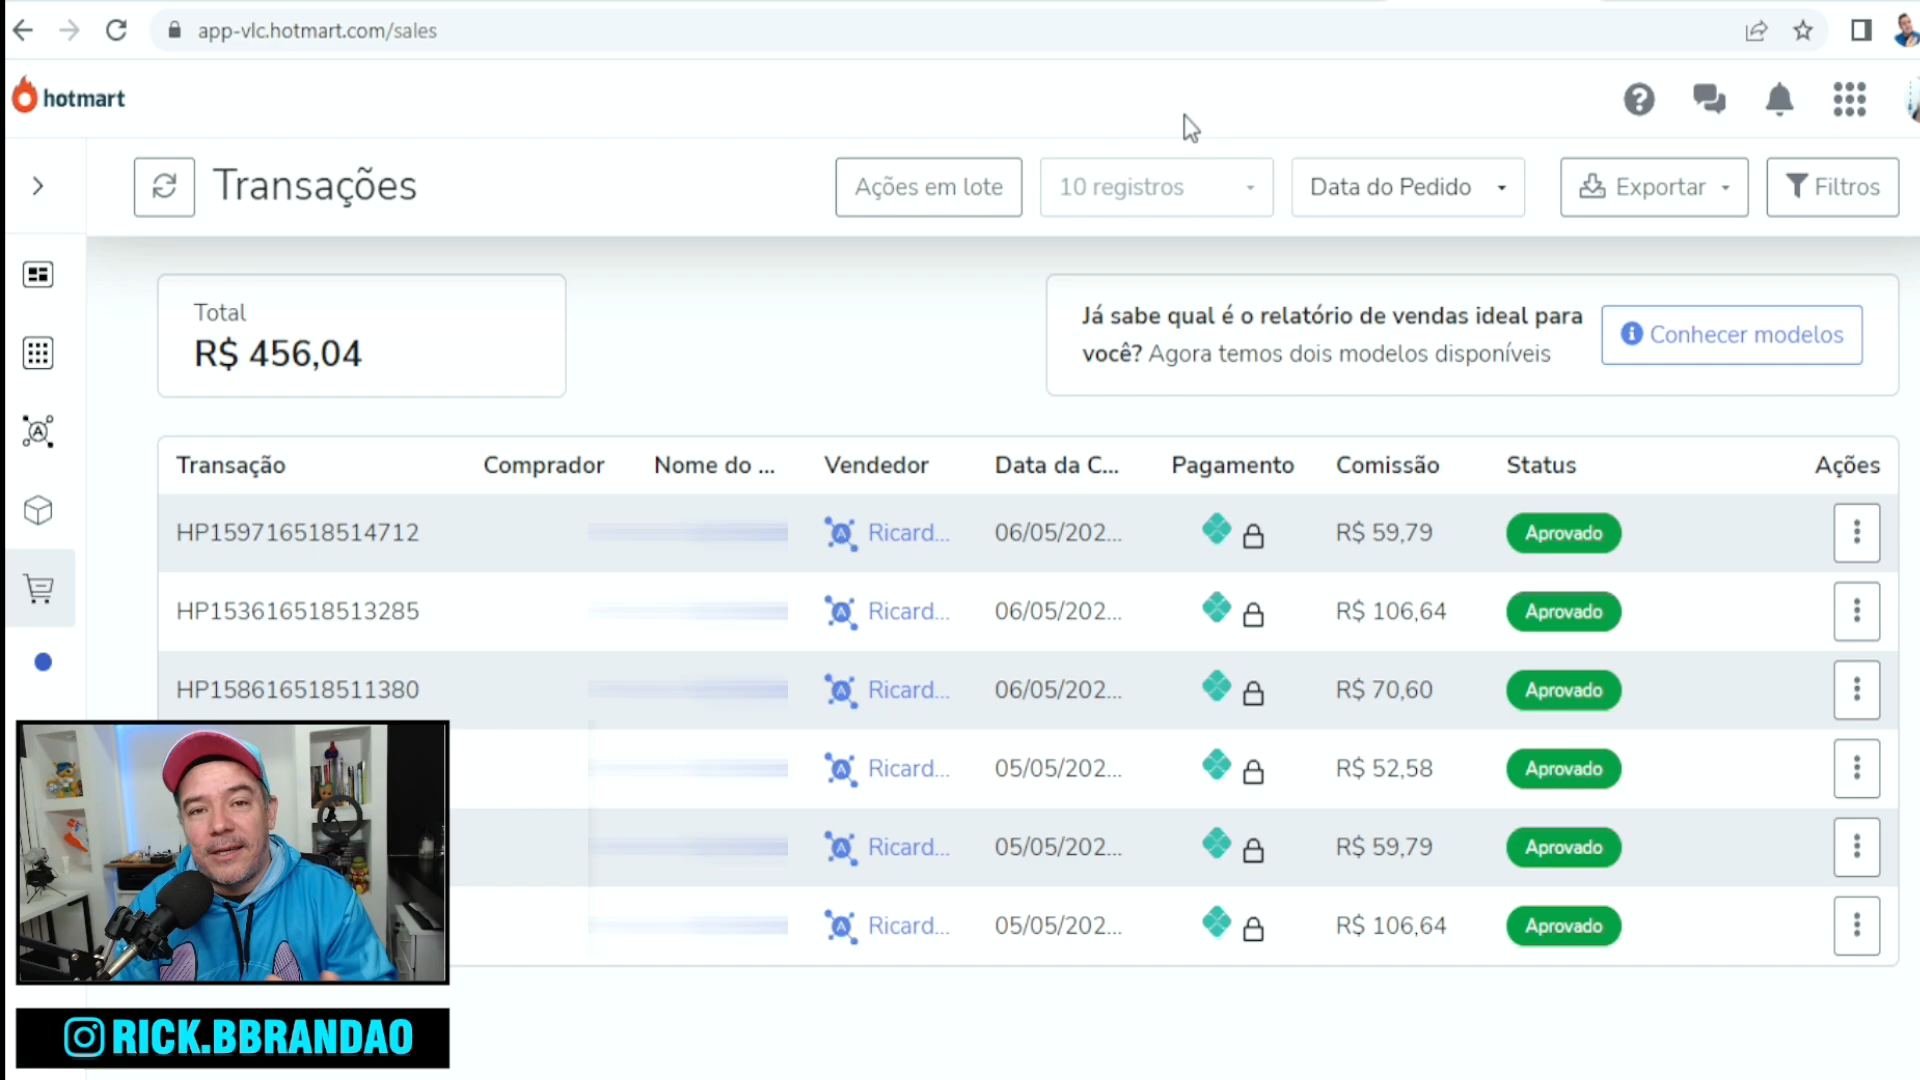 app-vlc.hotmart.com/sales
hotmart
Transações
Ações em lote
10 registros
Data do Pedido
Exportar
Filtros
Total
R$ 456,04
Já sabe qual é o relatório de vendas ideal para
você? Agora temos dois modelos disponíveis
Conhecer modelos
Transação Comprador Nome do ... Vendedor Data da C... Pagamento Comissão Status Ações
HP159716518514712 Ricard... 06/05/202... R$ 59,79 Aprovado
HP153616518513285 Ricard... 06/05/202... R$ 106,64 Aprovado
HP158616518511380 Ricard... 06/05/202... R$ 70,60 Aprovado
Ricard... 05/05/202... R$ 52,58 Aprovado
Ricard... 05/05/202... R$ 59,79 Aprovado
Ricard... 05/05/202... R$ 106,64 Aprovado
RICK.BBRANDAO